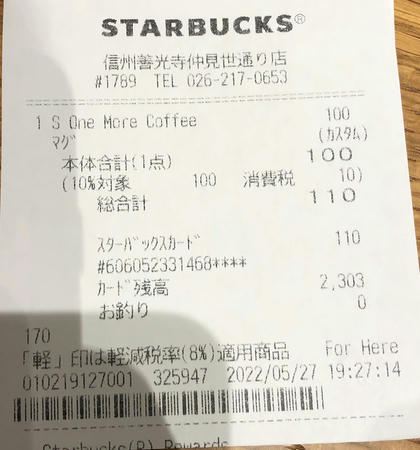 STARBUCKS®
信州善光寺仲見世通り店
#1789 TEL 026-217-0653
1 S One More Coffee 100
ﾏｸﾞ (ｶｽﾀﾑ)
本体合計(1点) 100
(10%対象 100 消費税 10)
総合計 110
ｽﾀｰﾊﾞｯｸｽｶｰﾄﾞ 110
#606052331468****
ｶｰﾄﾞ残高 2,303
お釣り 0
170
「軽」印は軽減税率(8%)適用商品 For Here
010219127001 325947 2022/05/27 19:27:14
Starbucks(R) Rewards